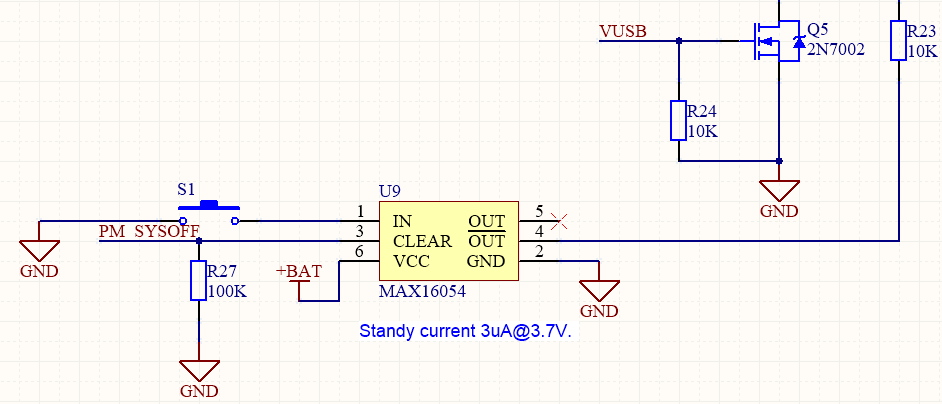 VUSB
Q5
2N7002
R23
10K
R24
10K
GND
S1
U9
1 IN OUT 5
PM_SYSOFF 3 CLEAR OUT 4
6 VCC GND 2
GND
R27
100K
+BAT
MAX16054
GND
Standy current 3uA@3.7V.
GND